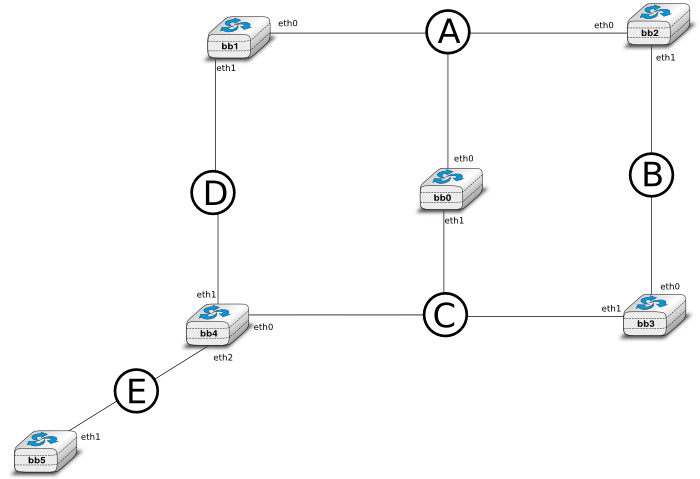 eth0
A
eth0
bb1
bb2
eth1
eth1
eth0
D
B
bb0
eth1
eth1
eth0
eth1
C
bb3
bb4
eth0
eth2
E
eth1
bb5